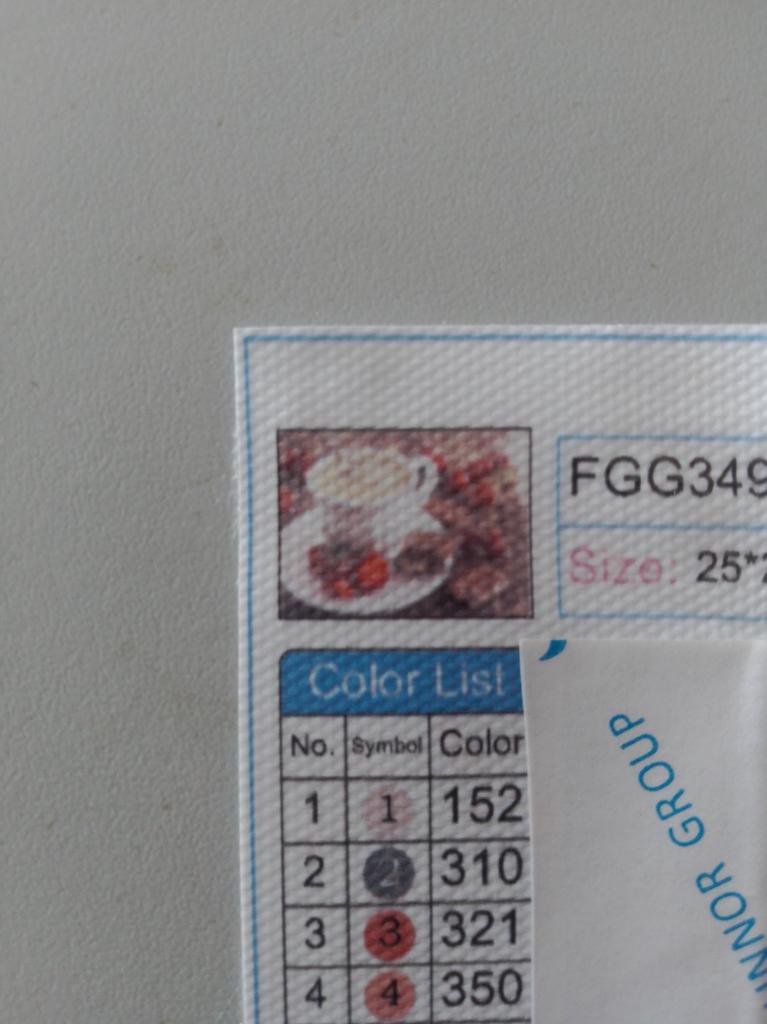 FGG349
Size: 25*
Color List
No. Symbol Color
1 1 152
2 2 310
3 3 321
4 4 350
GROUP